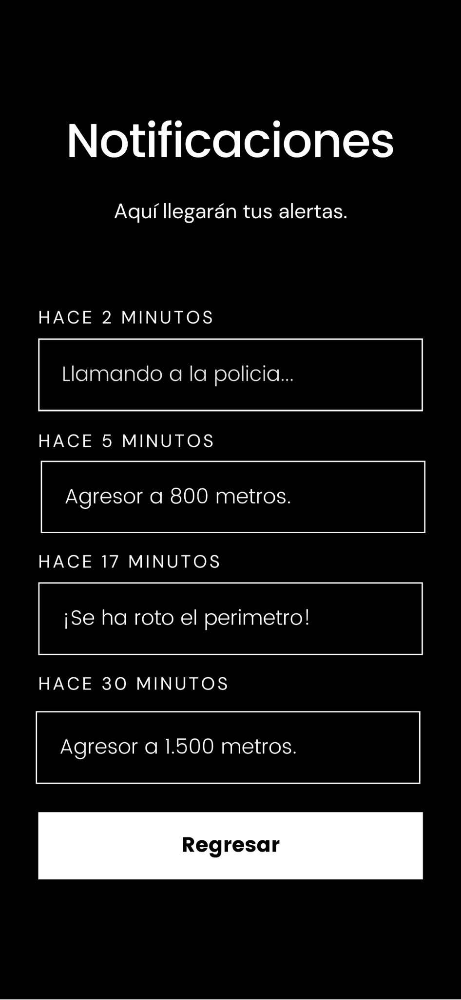 Notificaciones
Aquí llegarán tus alertas.
HACE 2 MINUTOS
Llamando a la policia...
HACE 5 MINUTOS
Agresor a 800 metros.
HACE 17 MINUTOS
¡Se ha roto el perimetro!
HACE 30 MINUTOS
Agresor a 1.500 metros.
Regresar